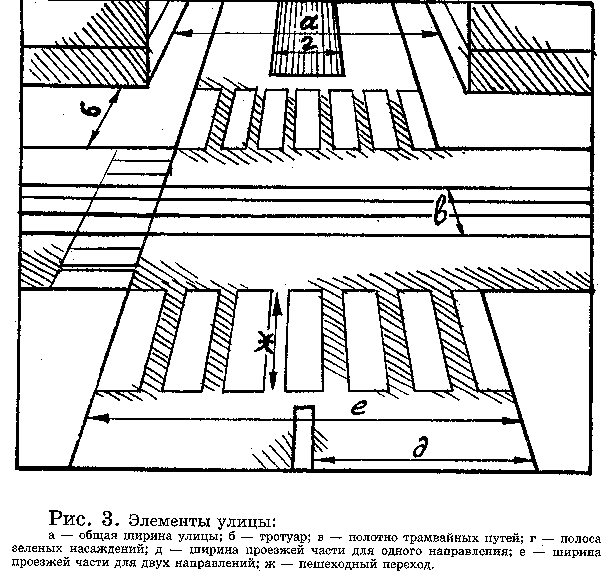 а
г
б
в
ж
е
д
Рис. 3. Элементы улицы:
а — общая ширина улицы; б — тротуар; в — полотно трамвайных путей; г — полоса
зеленых насаждений; д — ширина проезжей части для одного направления; е — ширина
проезжей части для двух направлений; ж — пешеходный переход.